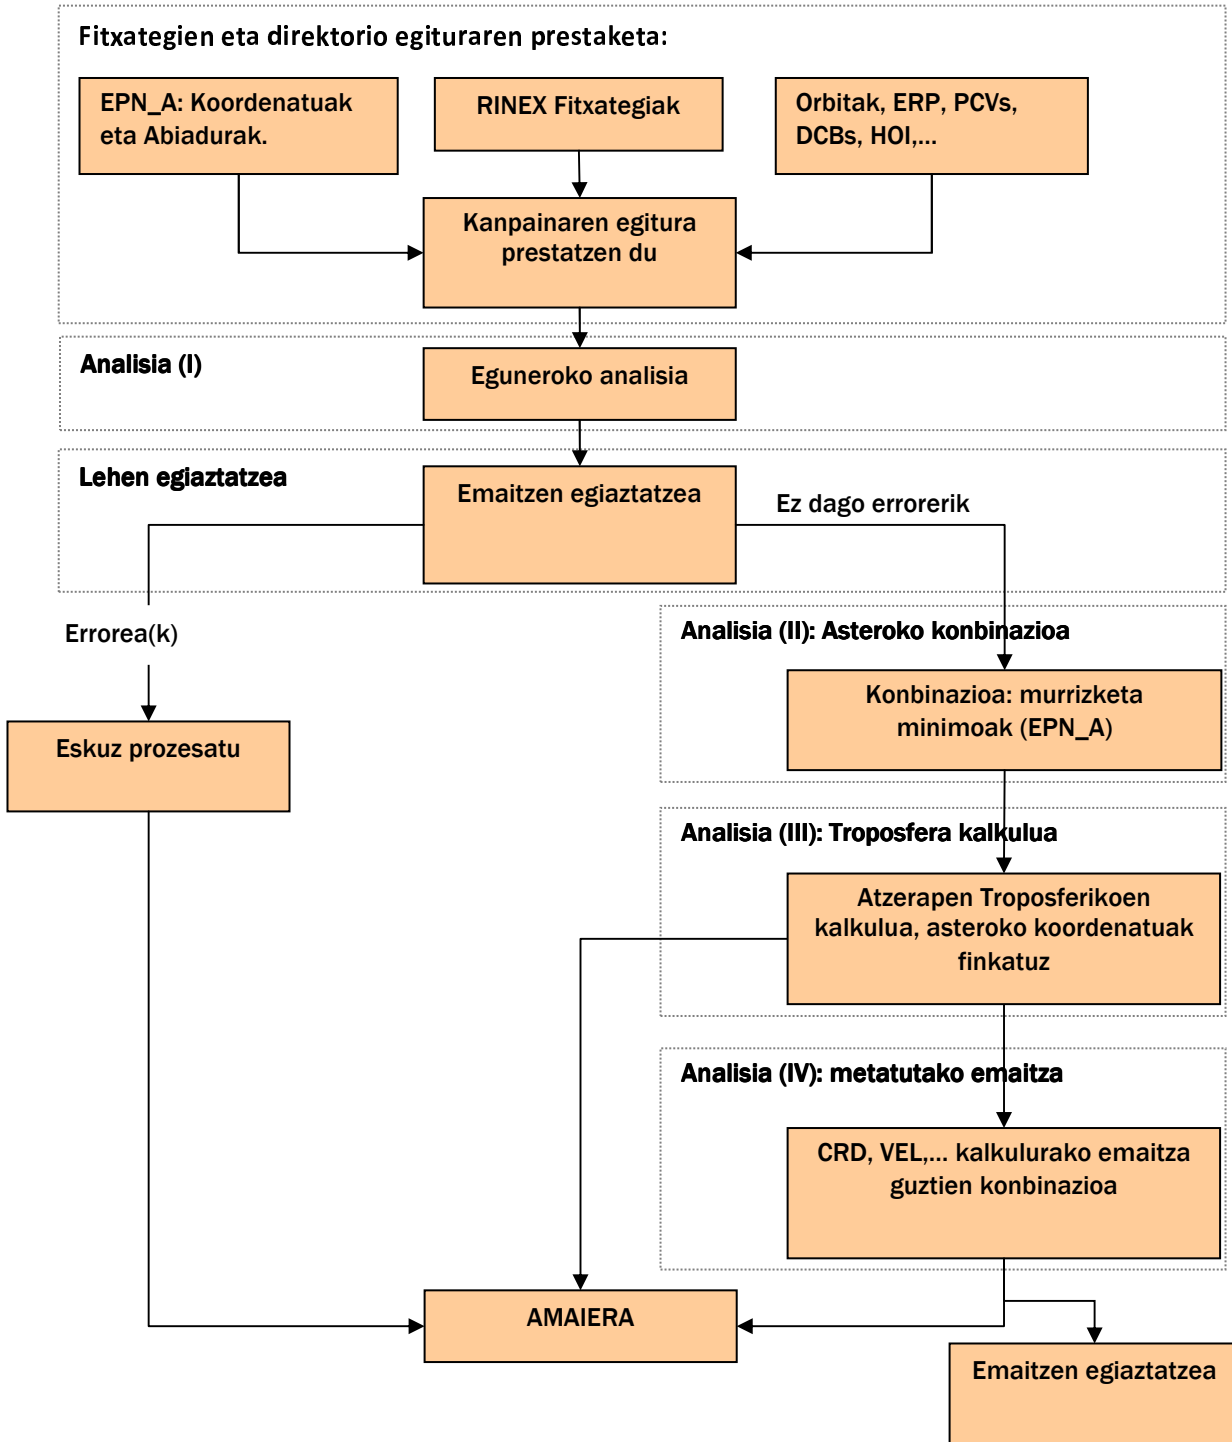 Fitxategien eta direktorio egituraren prestaketa:
EPN_A: Koordenatuak
eta Abiadurak.
RINEX Fitxategiak
Orbitak, ERP, PCVs,
DCBs, HOI,...
Kanpainaren egitura
prestatzen du
Analisia (I)
Eguneroko analisia
Lehen egiaztatzea
Emaitzen egiaztatzea
Ez dago errorerik
Errorea(k)
Analisia (II): Asteroko konbinazioa
Konbinazioa: murrizketa
minimoak (EPN_A)
Eskuz prozesatu
Analisia (III): Troposfera kalkulua
Atzerapen Troposferikoen
kalkulua, asteroko koordenatuak
finkatuz
Analisia (IV): metatutako emaitza
CRD, VEL,... kalkulurako emaitza
guztien konbinazioa
AMAIERA
Emaitzen egiaztatzea